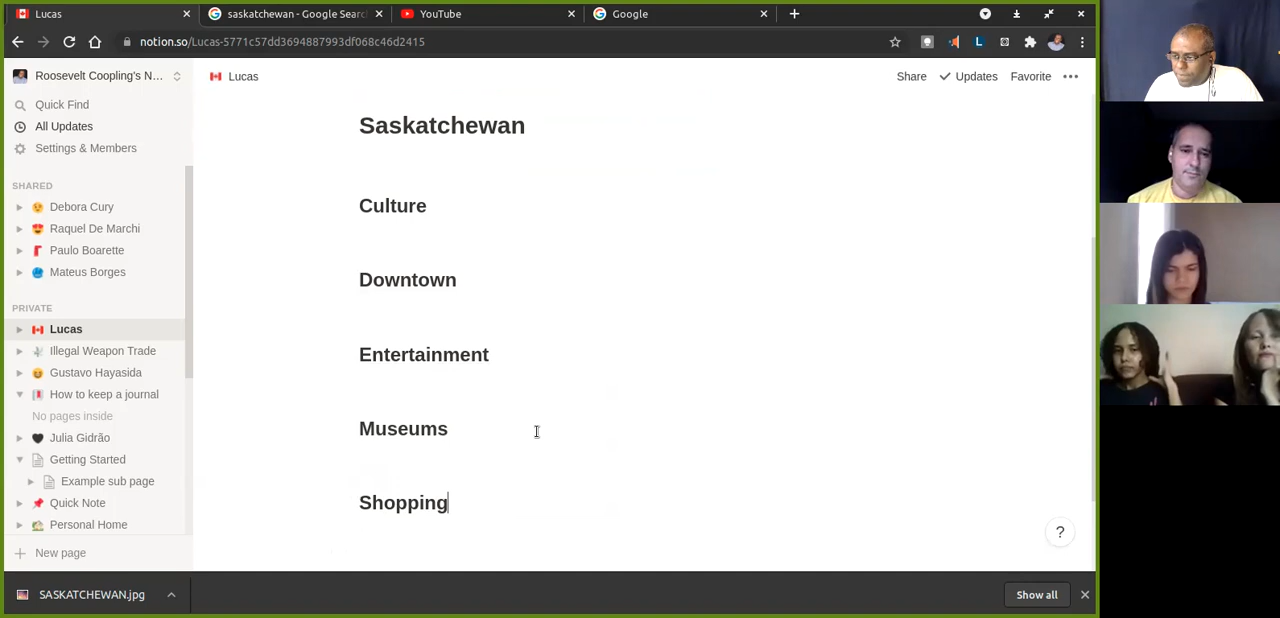 Lucas
saskatchewan - Google Searc
YouTube
Google
notion.so/Lucas-5771c57dd3694887993df068c46d2415
L
Roosevelt Coopling's N...
Lucas
Share
Updates
Favorite
Quick Find
All Updates
Settings & Members
SHARED
Debora Cury
Raquel De Marchi
Paulo Boarette
Mateus Borges
PRIVATE
Lucas
Illegal Weapon Trade
Gustavo Hayasida
How to keep a journal
No pages inside
Julia Gidrão
Getting Started
Example sub page
Quick Note
Personal Home
New page
Saskatchewan
Culture
Downtown
Entertainment
Museums
Shopping
?
SASKATCHEWAN.jpg
Show all